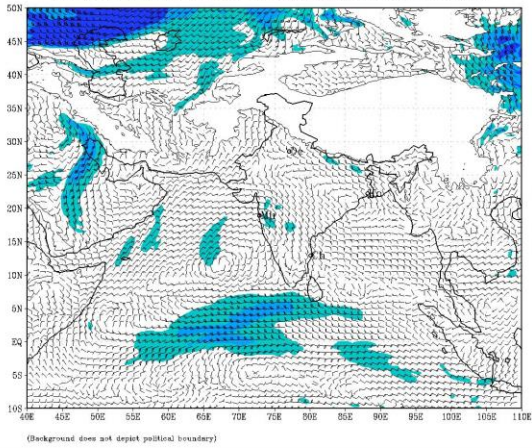 50N
45N
40N
35N
30N
25N
20N
15N
10N
5N
EQ
5S
10S
40E 45E 50E 55E 60E 65E 70E 75E 80E 85E 90E 95E 100E 105E 110E
(Background does not depict political boundary)